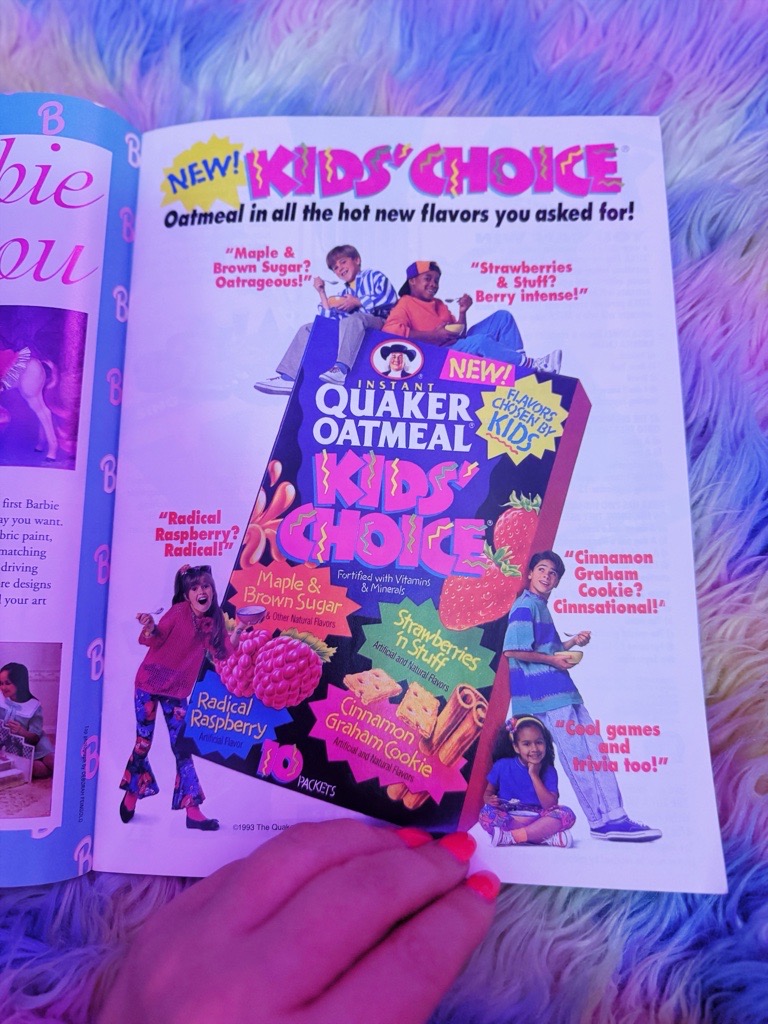 B
B
bie
ou
first Barbie
ay you want.
bric paint,
matching
driving
re designs
l your art
NEW! KIDS' CHOICE®
Oatmeal in all the hot new flavors you asked for!
"Maple &
Brown Sugar?
Oatrageous!"
"Strawberries
& Stuff?
Berry intense!"
NEW!
INSTANT
QUAKER
OATMEAL®
FLAVORS
CHOSEN BY
KIDS
KIDS'
CHOICE®
Fortified with Vitamins
& Minerals
"Radical
Raspberry?
Radical!"
"Cinnamon
Graham
Cookie?
Cinnsational!"
Maple &
Brown Sugar
& Other Natural Flavors
Strawberries
'n Stuff
Artificial and Natural Flavors
Radical
Raspberry
Artificial Flavor
Cinnamon
Graham Cookie
Artificial and Natural Flavors
10
PACKETS
"Cool games
and
trivia too!"
©1993 The Quak
B
B
B
B
B
B
B
B